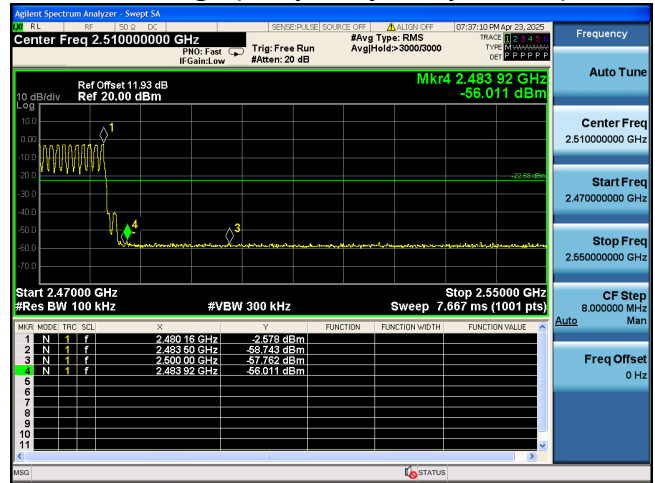 Agilent Spectrum Analyzer - Swept SA
LXI RL RF 50 Ω DC SENSE:PULSE SOURCE OFF ALIGN OFF 07:37:10 PM Apr 23, 2025
Center Freq 2.510000000 GHz
PNO: Fast
IFGain:Low
Trig: Free Run
#Atten: 20 dB
#Avg Type: RMS
Avg|Hold:>3000/3000
TRACE 1 2 3 4 5 6
TYPE M
DET P P P P P P
Mkr4 2.483 92 GHz
-56.011 dBm
Ref Offset 11.93 dB
10 dB/div Ref 20.00 dBm
Log
10.0
0.00
-10.0
-20.0
-30.0
-40.0
-50.0
-60.0
-70.0
1
-22.58 dBm
4
3
Start 2.47000 GHz Stop 2.55000 GHz
#Res BW 100 kHz #VBW 300 kHz Sweep 7.667 ms (1001 pts)
MKR MODE TRC SCL X Y FUNCTION FUNCTION WIDTH FUNCTION VALUE
1 N 1 f 2.480 16 GHz -2.578 dBm
2 N 1 f 2.483 50 GHz -58.743 dBm
3 N 1 f 2.500 00 GHz -57.762 dBm
4 N 1 f 2.483 92 GHz -56.011 dBm
5
6
7
8
9
10
11
MSG STATUS
Frequency
Auto Tune
Center Freq
2.510000000 GHz
Start Freq
2.470000000 GHz
Stop Freq
2.550000000 GHz
CF Step
8.000000 MHz
Auto Man
Freq Offset
0 Hz